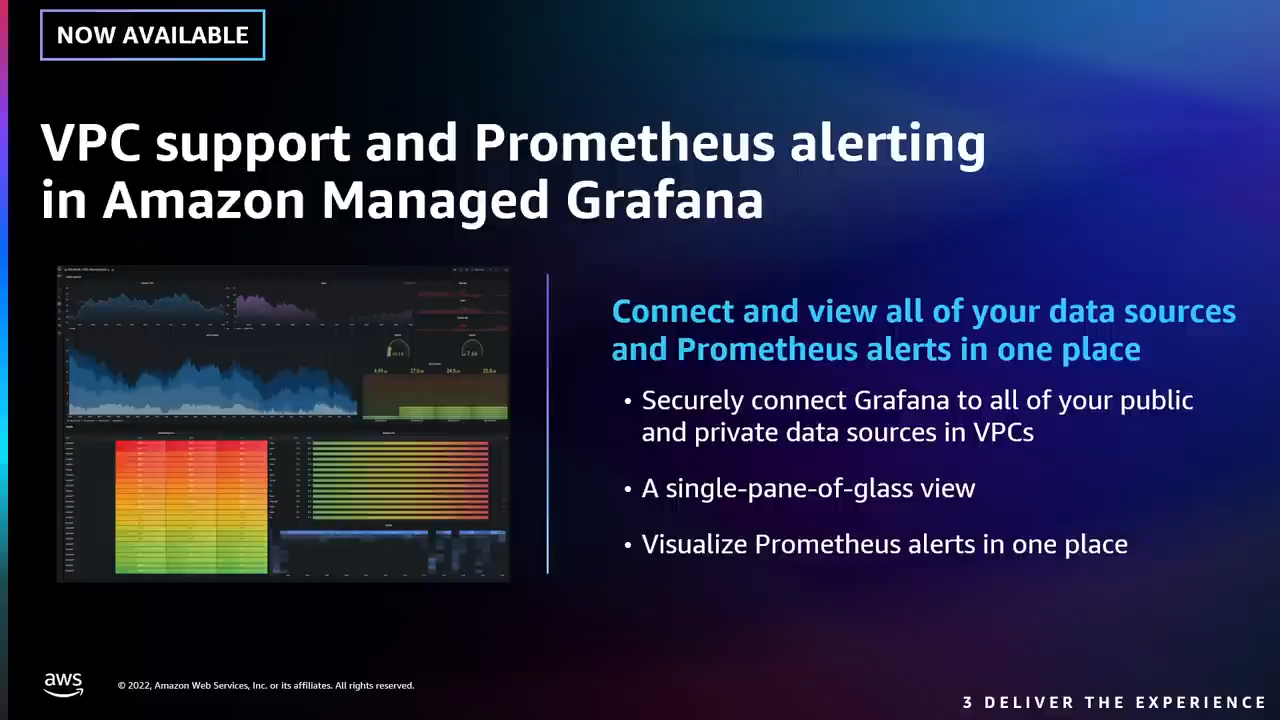 NOW AVAILABLE
VPC support and Prometheus alerting
in Amazon Managed Grafana
Connect and view all of your data sources
and Prometheus alerts in one place
• Securely connect Grafana to all of your public
and private data sources in VPCs
• A single-pane-of-glass view
• Visualize Prometheus alerts in one place
aws
© 2022, Amazon Web Services, Inc. or its affiliates. All rights reserved.
3 DELIVER THE EXPERIENCE